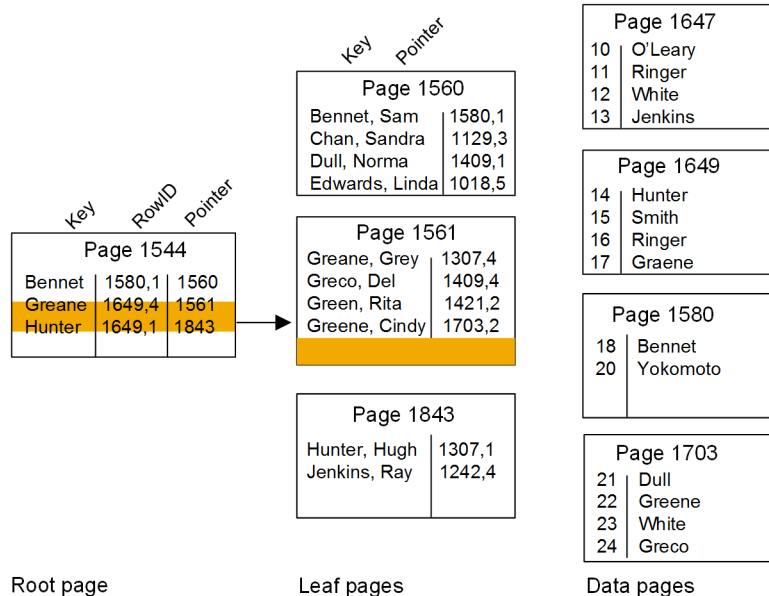 Key Pointer
Page 1560
Bennet, Sam 1580,1
Chan, Sandra 1129,3
Dull, Norma 1409,1
Edwards, Linda 1018,5
Key RowID Pointer
Page 1544
Bennet 1580,1 1560
Greane 1649,4 1561
Hunter 1649,1 1843
Page 1561
Greane, Grey 1307,4
Greco, Del 1409,4
Green, Rita 1421,2
Greene, Cindy 1703,2
Page 1843
Hunter, Hugh 1307,1
Jenkins, Ray 1242,4
Page 1647
10 O'Leary
11 Ringer
12 White
13 Jenkins
Page 1649
14 Hunter
15 Smith
16 Ringer
17 Graene
Page 1580
18 Bennet
20 Yokomoto
Page 1703
21 Dull
22 Greene
23 White
24 Greco
Root page Leaf pages Data pages